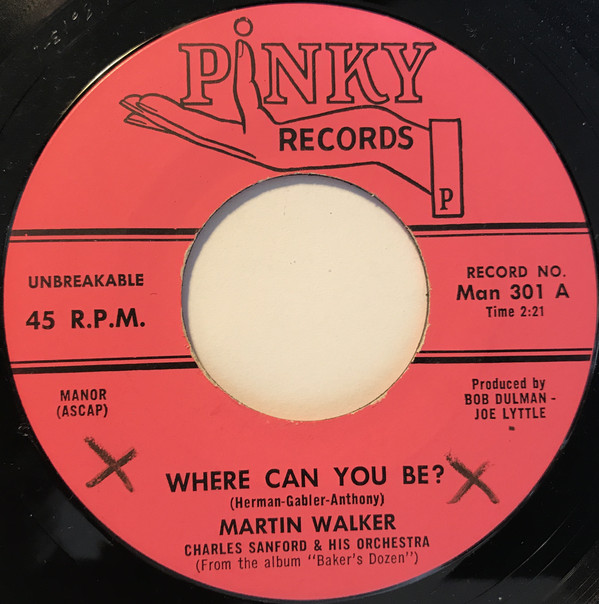 PiNKY
RECORDS
P
UNBREAKABLE
45 R.P.M.
RECORD NO.
Man 301 A
Time 2:21
MANOR
(ASCAP)
Produced by
BOB DULMAN -
JOE LYTTLE
WHERE CAN YOU BE?
(Herman-Gabler-Anthony)
MARTIN WALKER
CHARLES SANFORD & HIS ORCHESTRA
(From the album "Baker's Dozen")